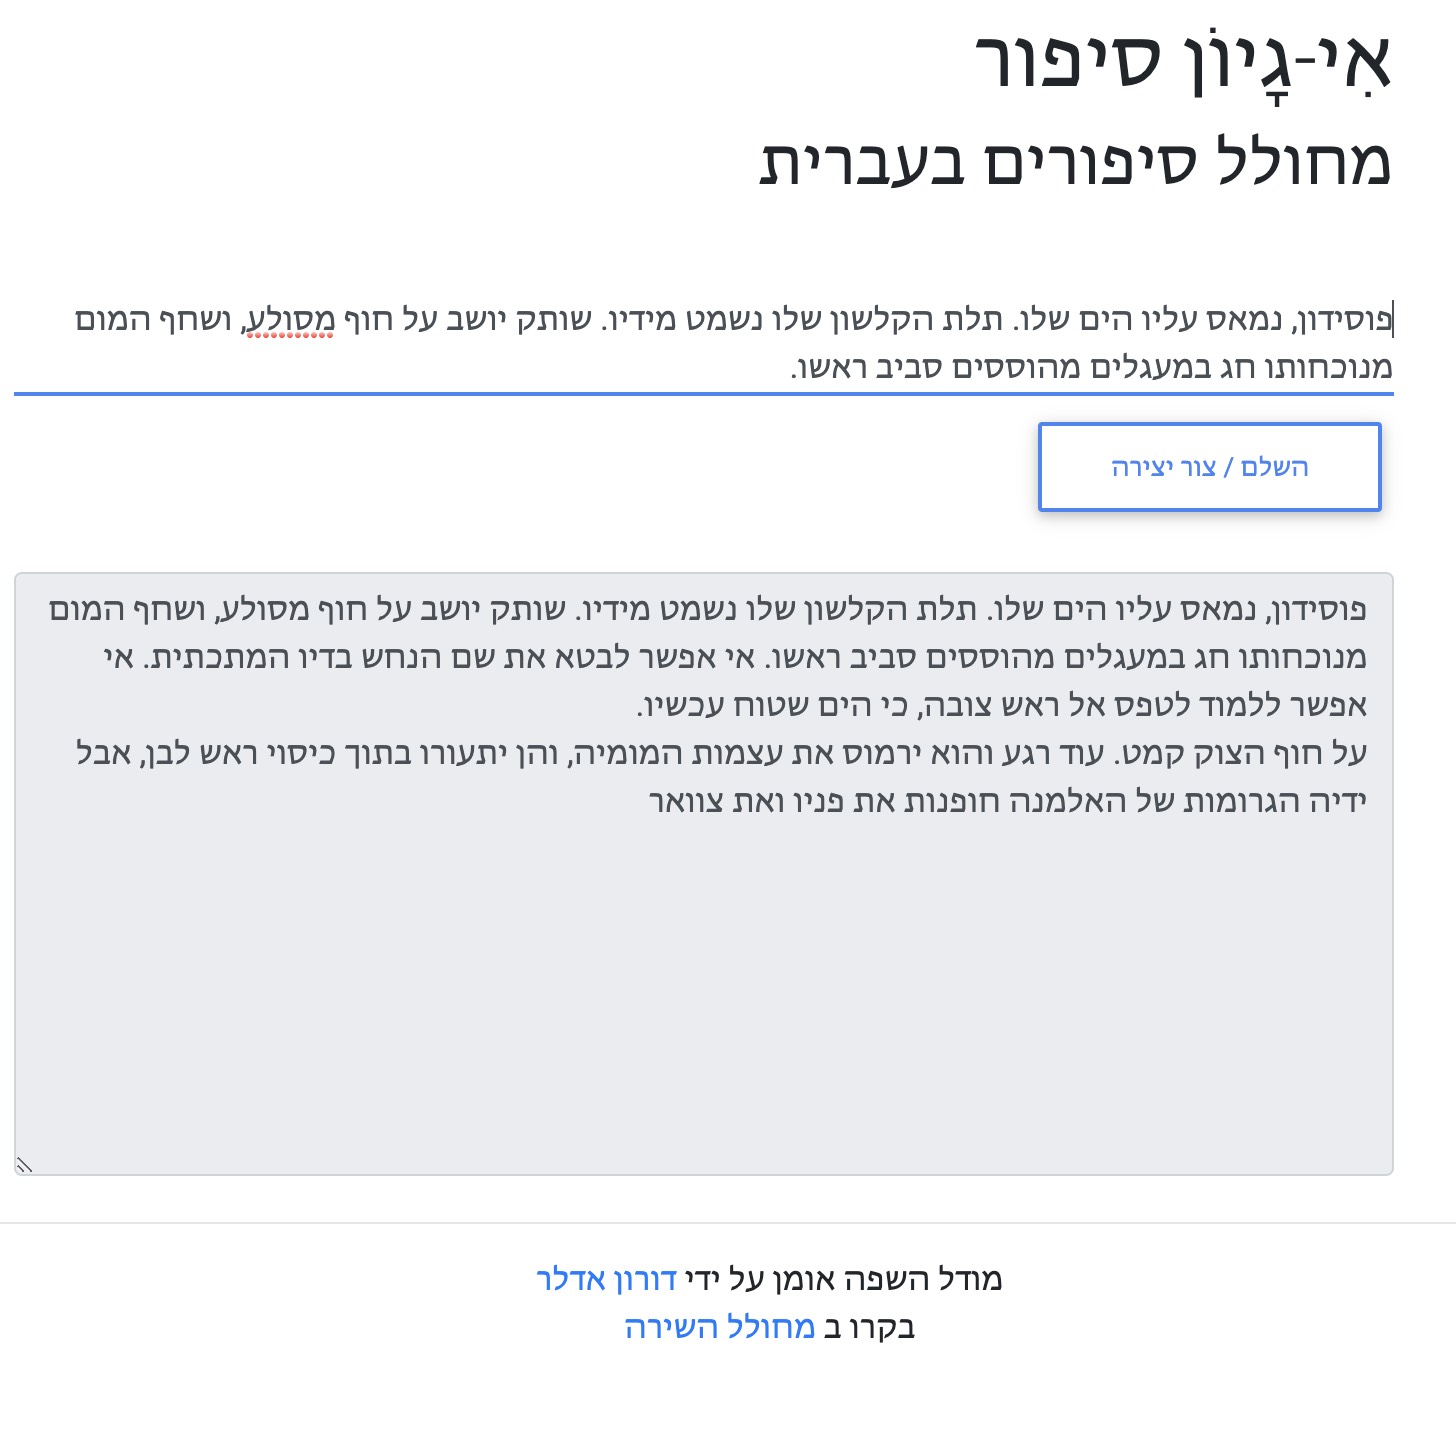 אִי-גָיוֹן סיפור
מחולל סיפורים בעברית
פוסידון, נמאס עליו הים שלו. תלת הקלשון שלו נשמט מידיו. שותק יושב על חוף מסולע, ושחף המום
מנוכחותו חג במעגלים מהוססים סביב ראשו.
השלם / צור יצירה
פוסידון, נמאס עליו הים שלו. תלת הקלשון שלו נשמט מידיו. שותק יושב על חוף מסולע, ושחף המום
מנוכחותו חג במעגלים מהוססים סביב ראשו. אי אפשר לבטא את שם הנחש בדיו המתכתית. אי
אפשר ללמוד לטפס אל ראש צובה, כי הים שטוח עכשיו.
על חוף הצוק קמט. עוד רגע והוא ירמוס את עצמות המומיה, והן יתעורו בתוך כיסוי ראש לבן, אבל
ידיה הגרומות של האלמנה חופנות את פניו ואת צוואר
מודל השפה אומן על ידי דורון אדלר
בקרו ב מחולל השירה